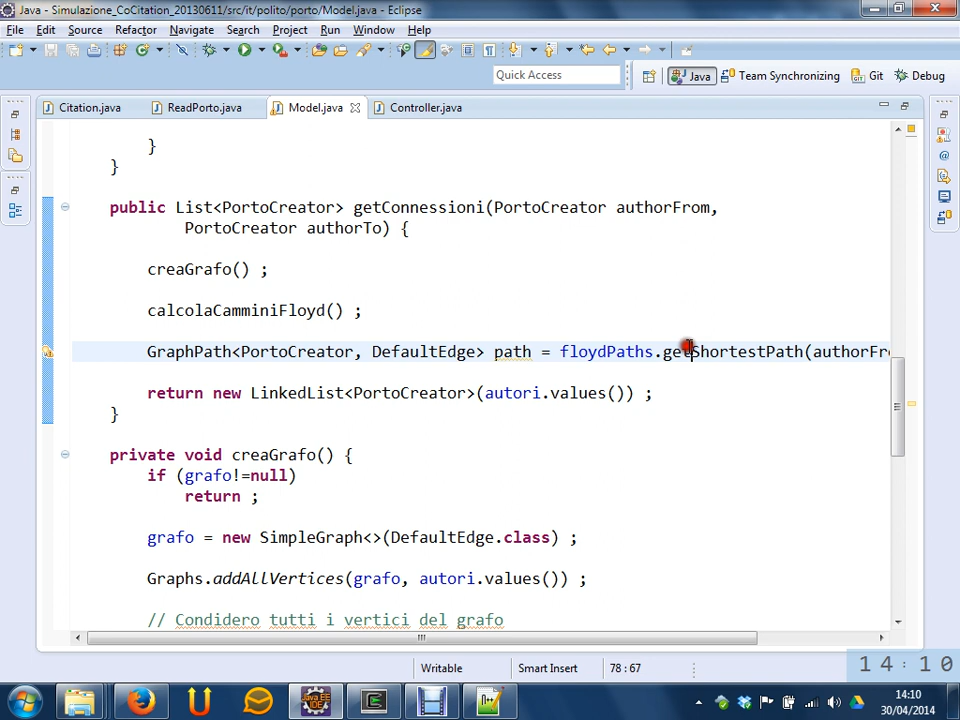 Java - Simulazione_CoCitation_20130611/src/it/polito/porto/Model.java - Eclipse
File Edit Source Refactor Navigate Search Project Run Window Help
Quick Access
Java Team Synchronizing Git Debug
Citation.java ReadPorto.java Model.java Controller.java
}
}
public List<PortoCreator> getConnessioni(PortoCreator authorFrom,
PortoCreator authorTo) {
creaGrafo() ;
calcolaCamminiFloyd() ;
GraphPath<PortoCreator, DefaultEdge> path = floydPaths.getShortestPath(authorFro
return new LinkedList<PortoCreator>(autori.values()) ;
}
private void creaGrafo() {
if (grafo!=null)
return ;
grafo = new SimpleGraph<>(DefaultEdge.class) ;
Graphs.addAllVertices(grafo, autori.values()) ;
// Condidero tutti i vertici del grafo
Writable Smart Insert 78 : 67
14:10
14:10
30/04/2014